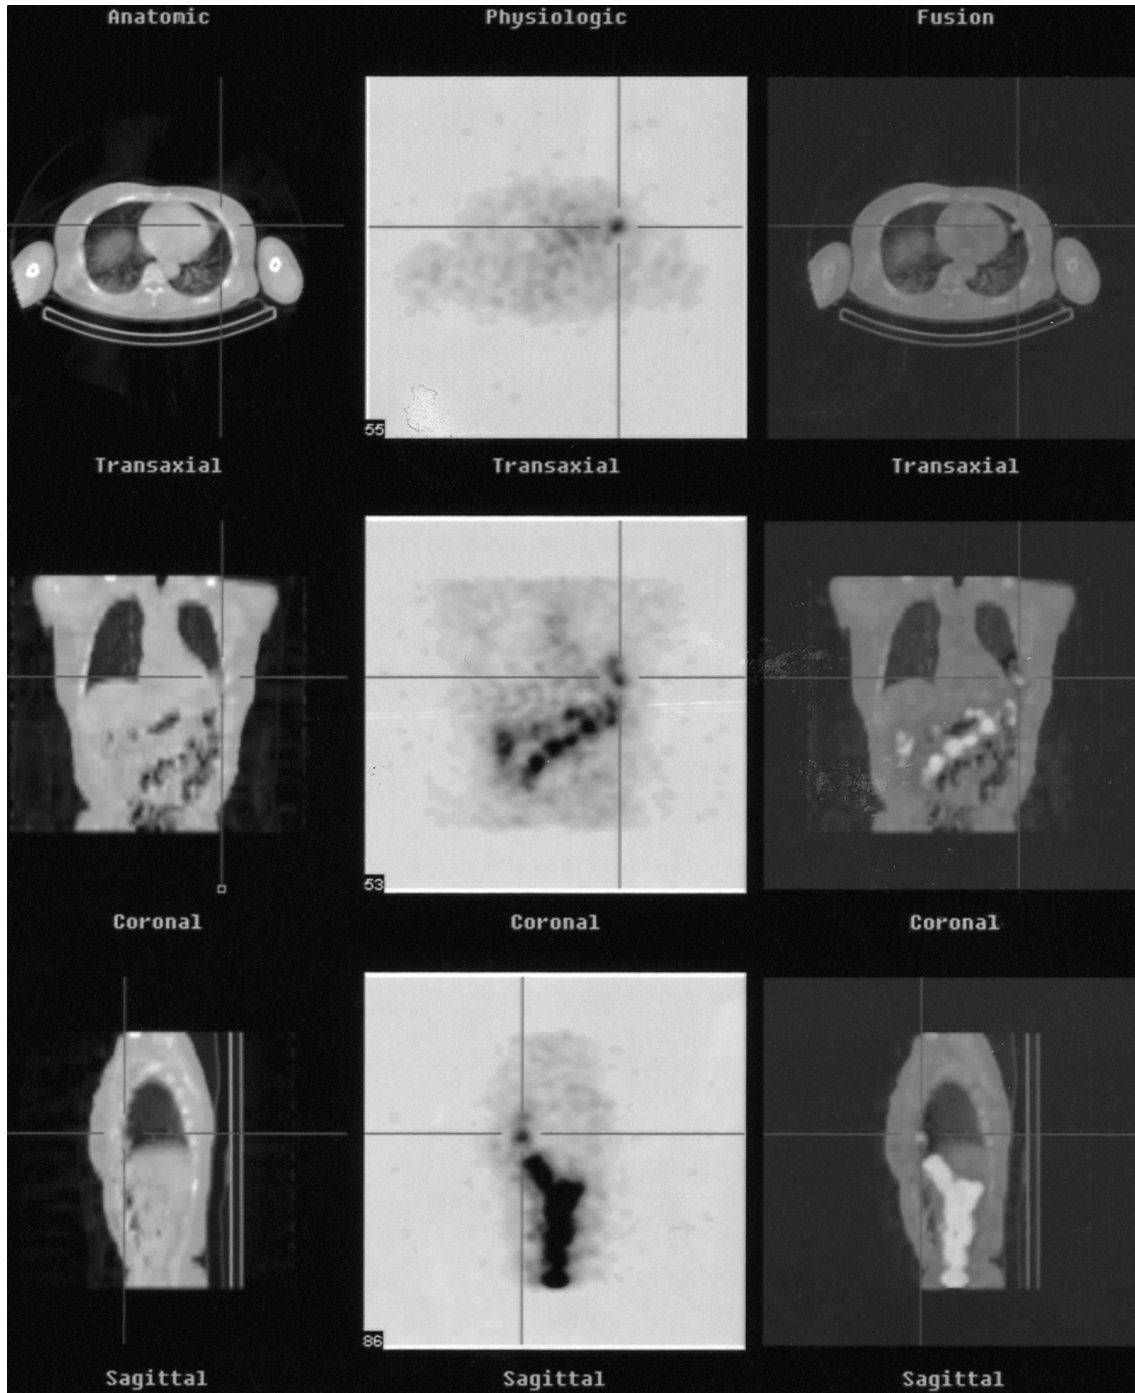 Anatomic Physiologic Fusion
55
Transaxial Transaxial Transaxial
53
Coronal Coronal Coronal
86
Sagittal Sagittal Sagittal